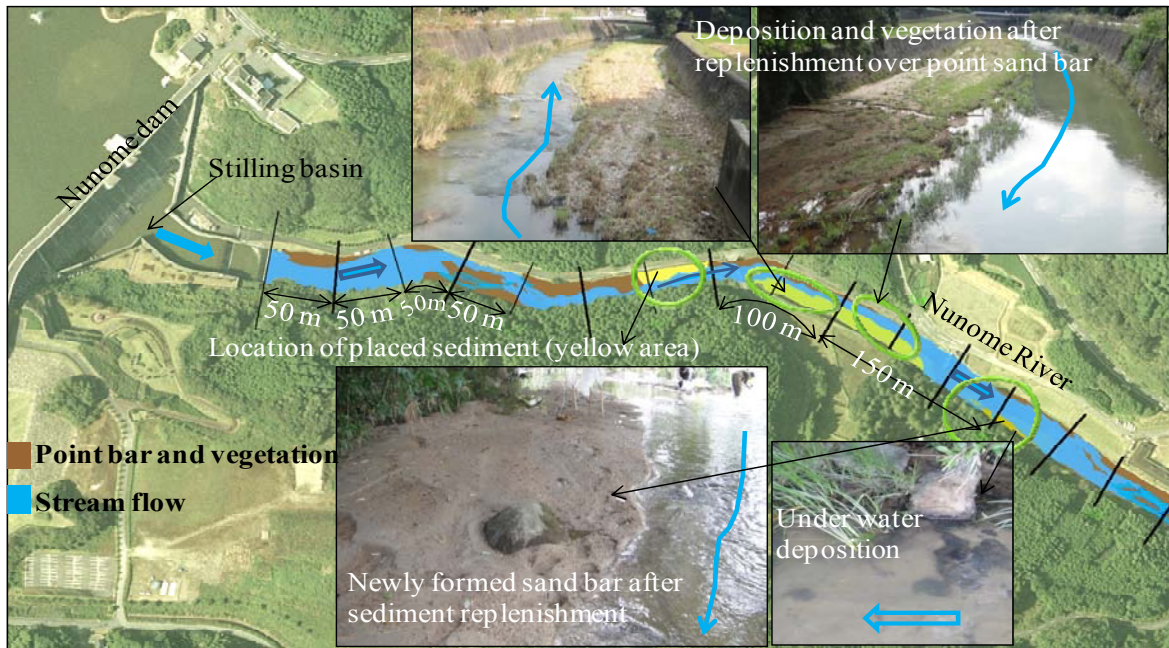 Deposition and vegetation after
replenishment over point sand bar
Nunome dam
Stilling basin
50 m
50 m
50m
50 m
100 m
150 m
Nunome River
Location of placed sediment (yellow area)
Point bar and vegetation
Stream flow
Newly formed sand bar after
sediment replenishment
Under water
deposition